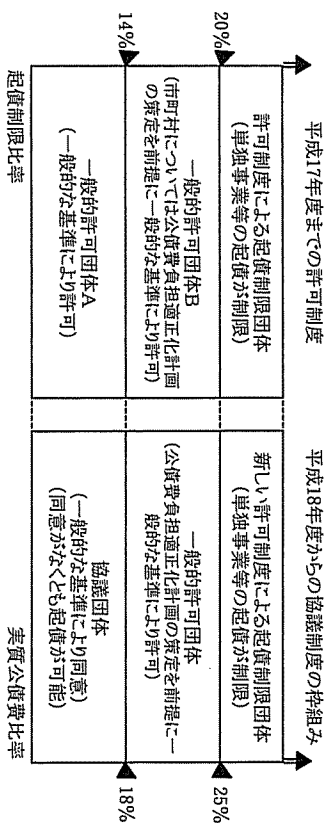 平成17年度までの許可制度
20%
許可制度による起債制限団体
(単独事業等の起債が制限)
14%
一般的許可団体B
(市町村については公債費負担適正化計画
の策定を前提に一般的な基準により許可)
一般的許可団体A
(一般的な基準により許可)
起債制限比率
平成18年度からの協議制度の枠組み
新しい許可制度による起債制限団体
(単独事業等の起債が制限)
25%
一般的許可団体
(公債費負担適正化計画の策定を前提に一
般的な基準により許可)
18%
協議団体
(一般的な基準により同意)
(同意がなくとも起債が可能)
実質公債費比率